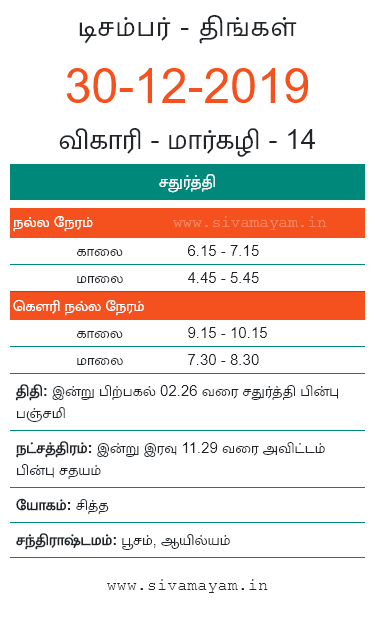 டிசம்பர் - திங்கள்
30-12-2019
விகாரி - மார்கழி - 14
சதுர்த்தி
நல்ல நேரம் www.sivamayam.in
காலை 6.15 - 7.15
மாலை 4.45 - 5.45
கௌரி நல்ல நேரம்
காலை 9.15 - 10.15
மாலை 7.30 - 8.30
திதி: இன்று பிற்பகல் 02.26 வரை சதுர்த்தி பின்பு
பஞ்சமி
நட்சத்திரம்: இன்று இரவு 11.29 வரை அவிட்டம்
பின்பு சதயம்
யோகம்: சித்த
சந்திராஷ்டமம்: பூசம், ஆயில்யம்
www.sivamayam.in